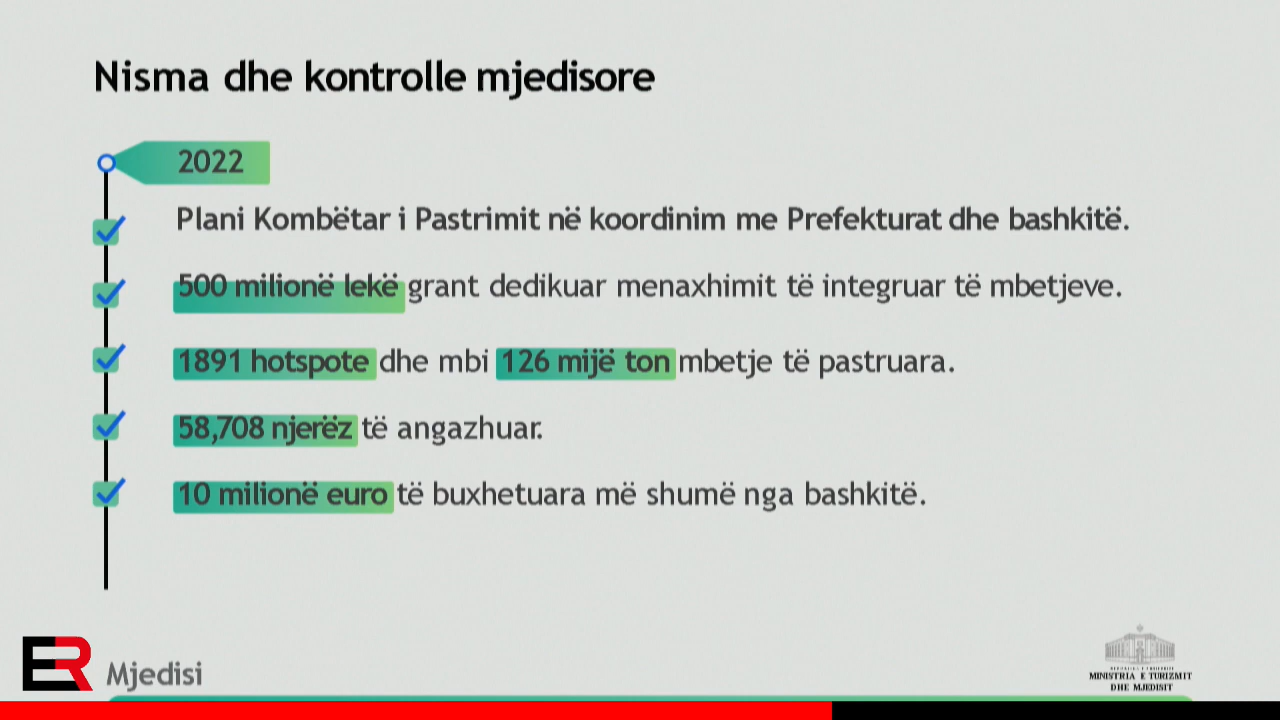 Nisma dhe kontrolle mjedisore
2022
Plani Kombëtar i Pastrimit në koordinim me Prefekturat dhe bashkitë.
500 milionë lekë grant dedikuar menaxhimit të integruar të mbetjeve.
1891 hotspote dhe mbi 126 mijë ton mbetje të pastruara.
58,708 njerëz të angazhuar.
10 milionë euro të buxhetuara më shumë nga bashkitë.
ER
Mjedisi
MINISTRIA E TURIZMIT
DHE MJEDISIT